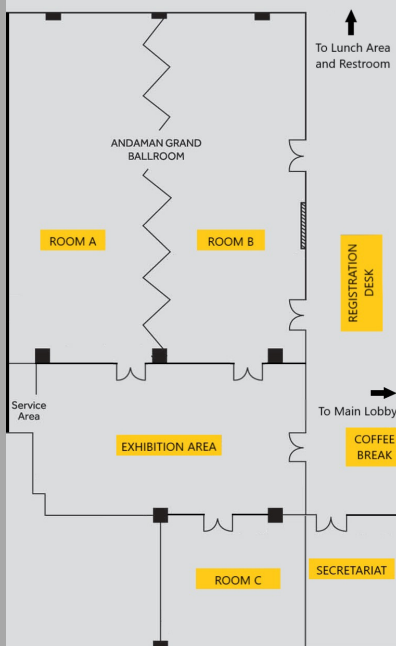 To Lunch Area
and Restroom
ANDAMAN GRAND
BALLROOM
ROOM A
ROOM B
REGISTRATION
DESK
Service
Area
To Main Lobby
EXHIBITION AREA
COFFEE
BREAK
ROOM C
SECRETARIAT